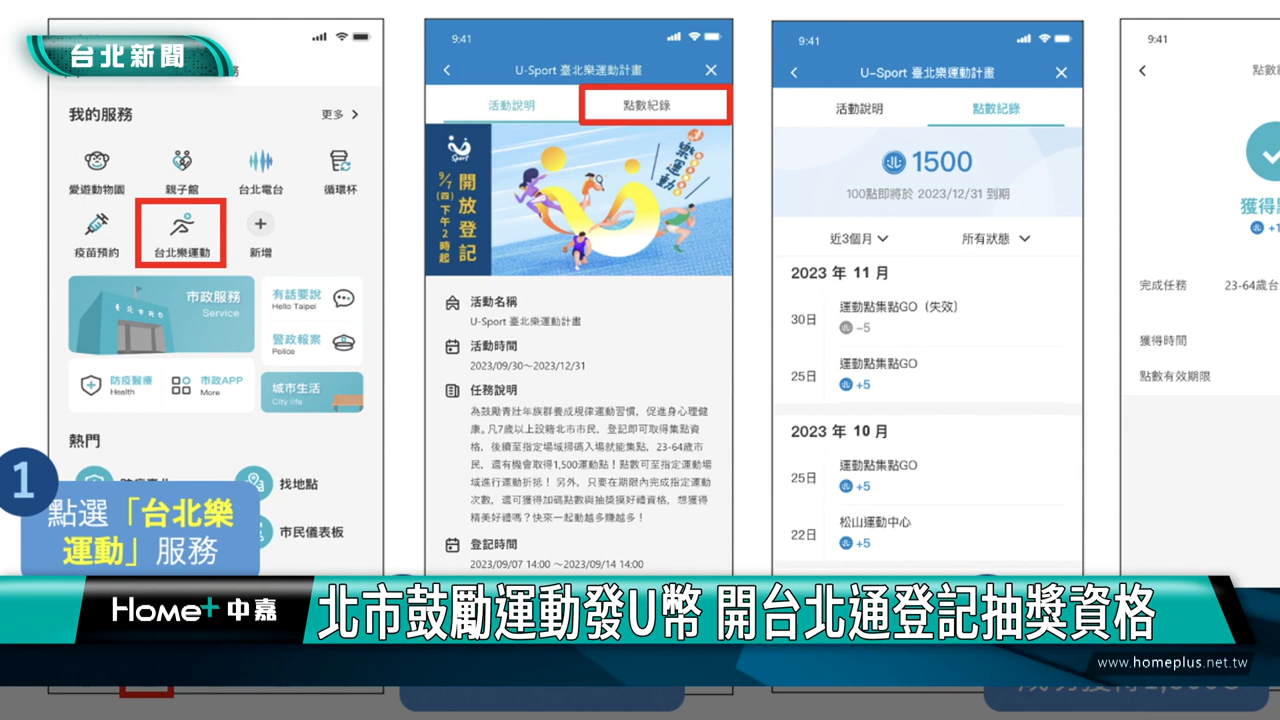 台北新聞
我的服務
更多
愛遊動物園
親子館
台北電台
循環杯
疫苗預約
台北樂運動
新增
市政服務
Service
有話要說
Hello Taipei
警政報案
Police
防疫醫療
Health
市政APP
More
城市生活
City life
熱門
找地點
市民儀表板
1
點選「台北樂
運動」服務
9:41
U-Sport 臺北樂運動計畫
活動說明
點數紀錄
Sport
9/7
(四)
下午2時起
開放登記
樂運動
活動名稱
U-Sport 臺北樂運動計畫
活動時間
2023/09/30～2023/12/31
任務說明
為鼓勵青壯年族群養成規律運動習慣，促進身心理健
康。凡7歲以上設籍北市市民，登記即可取得集點資
格，後續至指定場域掃碼入場就能集點，23-64歲市
民，還有機會取得1,500運動點！點數可至指定運動場
域進行運動折抵！ 另外，只要在期限內完成指定運動
次數，還可獲得加碼點數與抽獎摸好禮資格，想獲得
精美好禮嗎？快來一起動越多賺越多！
登記時間
2023/09/07 14:00 ～2023/09/14 14:00
9:41
U-Sport 臺北樂運動計畫
活動說明
點數紀錄
1500
100點即將於 2023/12/31 到期
近3個月
所有狀態
2023 年 11 月
30日
運動點集點GO（失效）
-5
25日
運動點集點GO
+5
2023 年 10 月
25日
運動點集點GO
+5
22日
松山運動中心
+5
9:41
點數
獲得
完成任務
23-64歲台
獲得時間
點數有效期限
Home+ 中嘉
北市鼓勵運動發U幣 開台北通登記抽獎資格
www.homeplus.net.tw